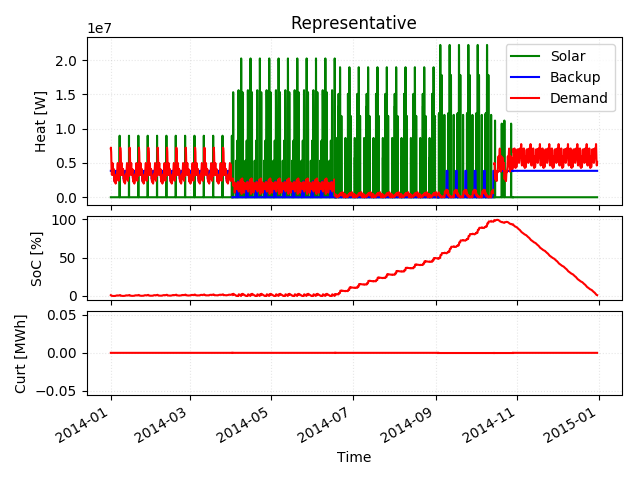 Representative
1e7
Heat [W]
2.0
1.5
1.0
0.5
0.0
Solar
Backup
Demand
SoC [%]
100
50
0
Curt [MWh]
0.05
0.00
−0.05
2014-01 2014-03 2014-05 2014-07 2014-09 2014-11 2015-01
Time